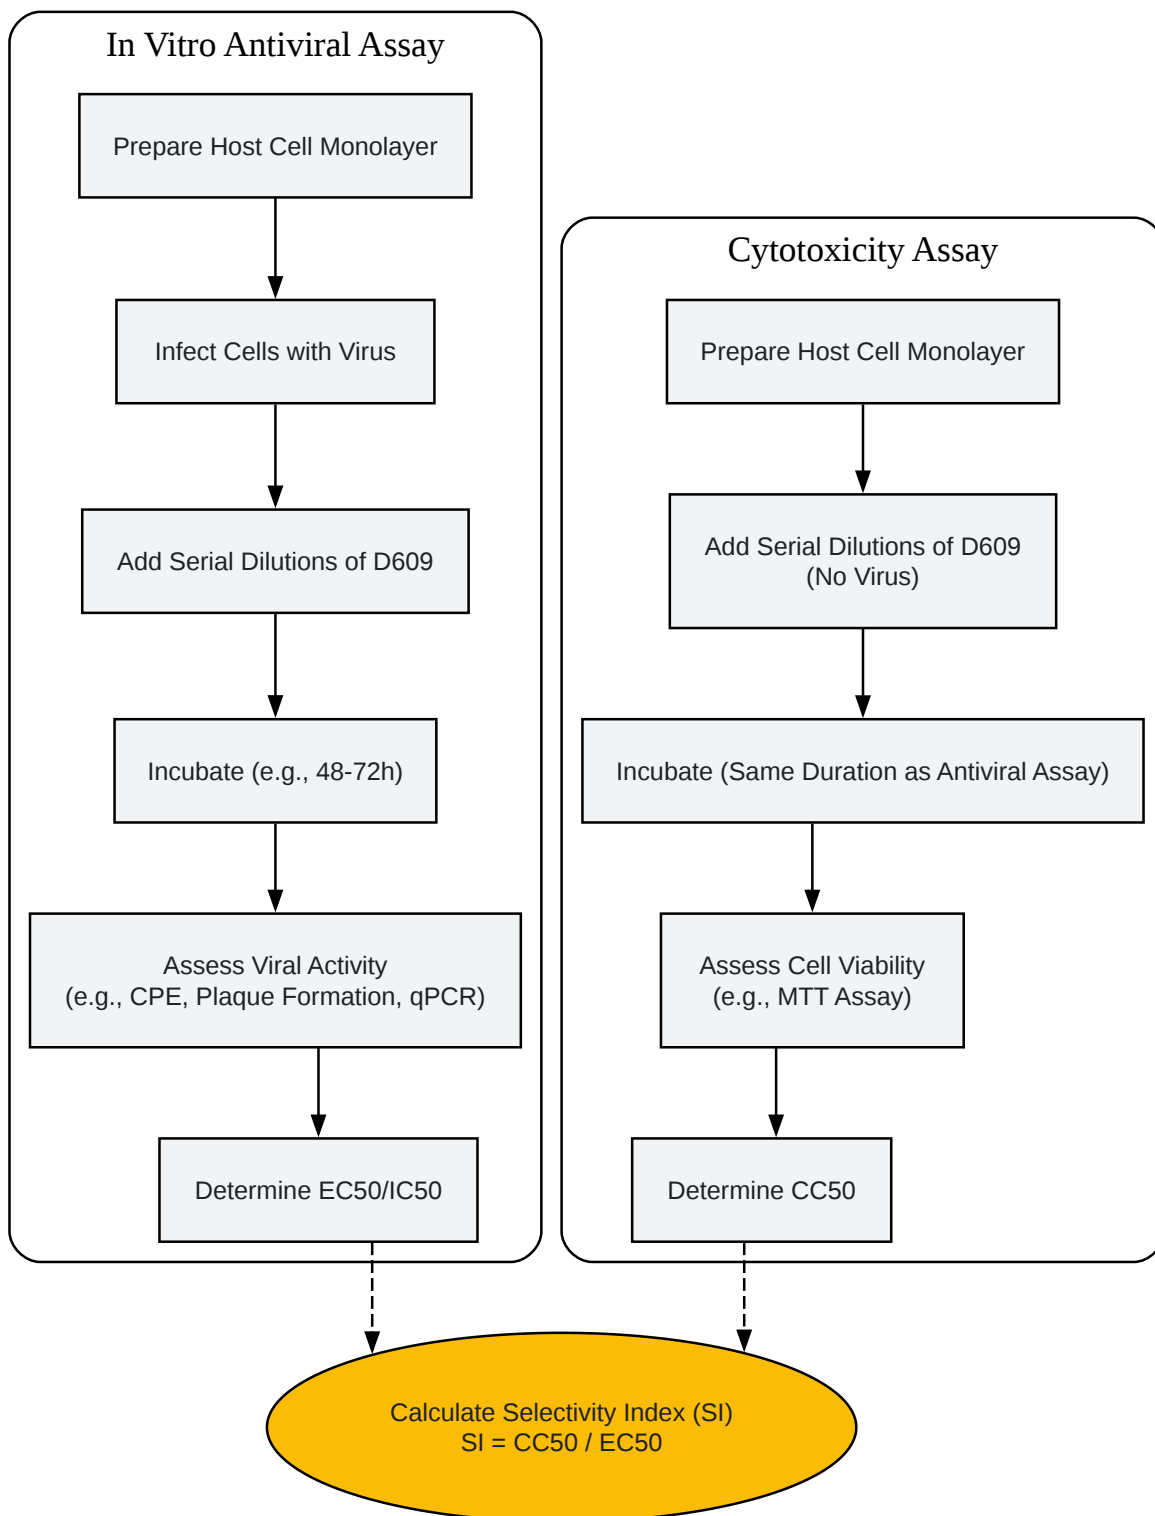 In Vitro Antiviral Assay
Prepare Host Cell Monolayer
Infect Cells with Virus
Add Serial Dilutions of D609
Incubate (e.g., 48-72h)
Assess Viral Activity
(e.g., CPE, Plaque Formation, qPCR)
Determine EC50/IC50
Cytotoxicity Assay
Prepare Host Cell Monolayer
Add Serial Dilutions of D609
(No Virus)
Incubate (Same Duration as Antiviral Assay)
Assess Cell Viability
(e.g., MTT Assay)
Determine CC50
Calculate Selectivity Index (SI)
SI = CC50 / EC50